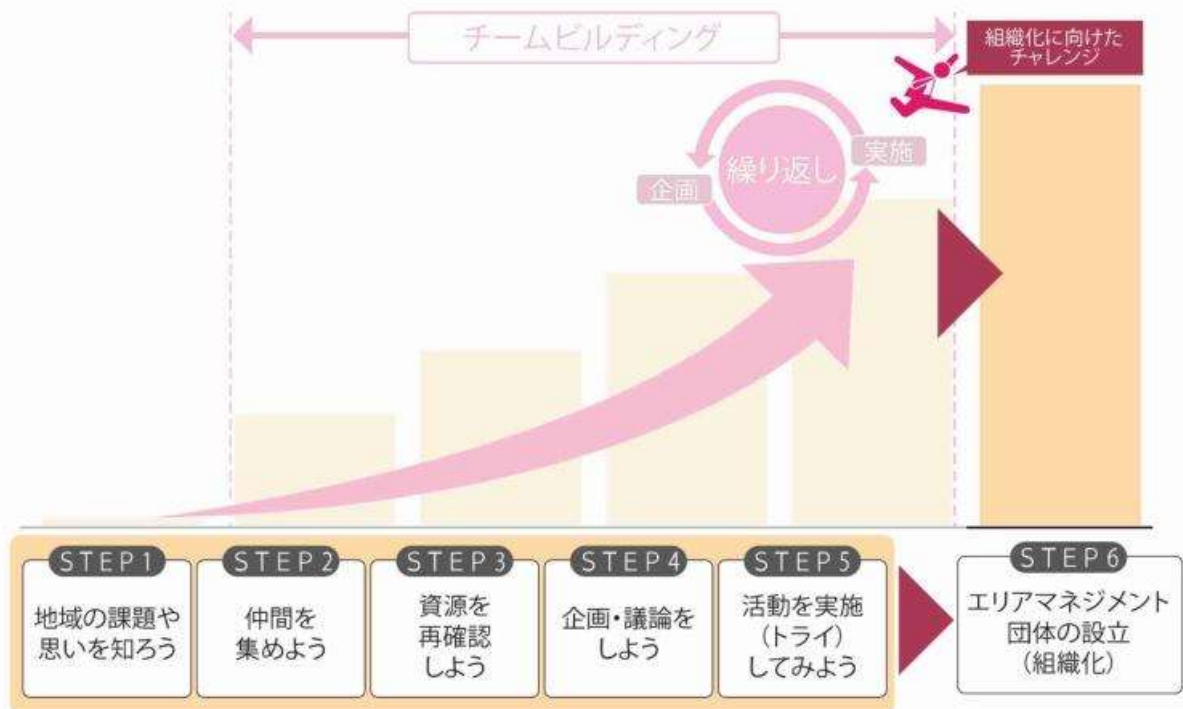 チームビルディング
組織化に向けた
チャレンジ
繰り返し
実施
企画
STEP1
地域の課題や
思いを知ろう
STEP2
仲間を
集めよう
STEP3
資源を
再確認
しよう
STEP4
企画・議論を
しよう
STEP5
活動を実施
(トライ)
してみよう
STEP6
エリアマネジメント
団体の設立
(組織化)